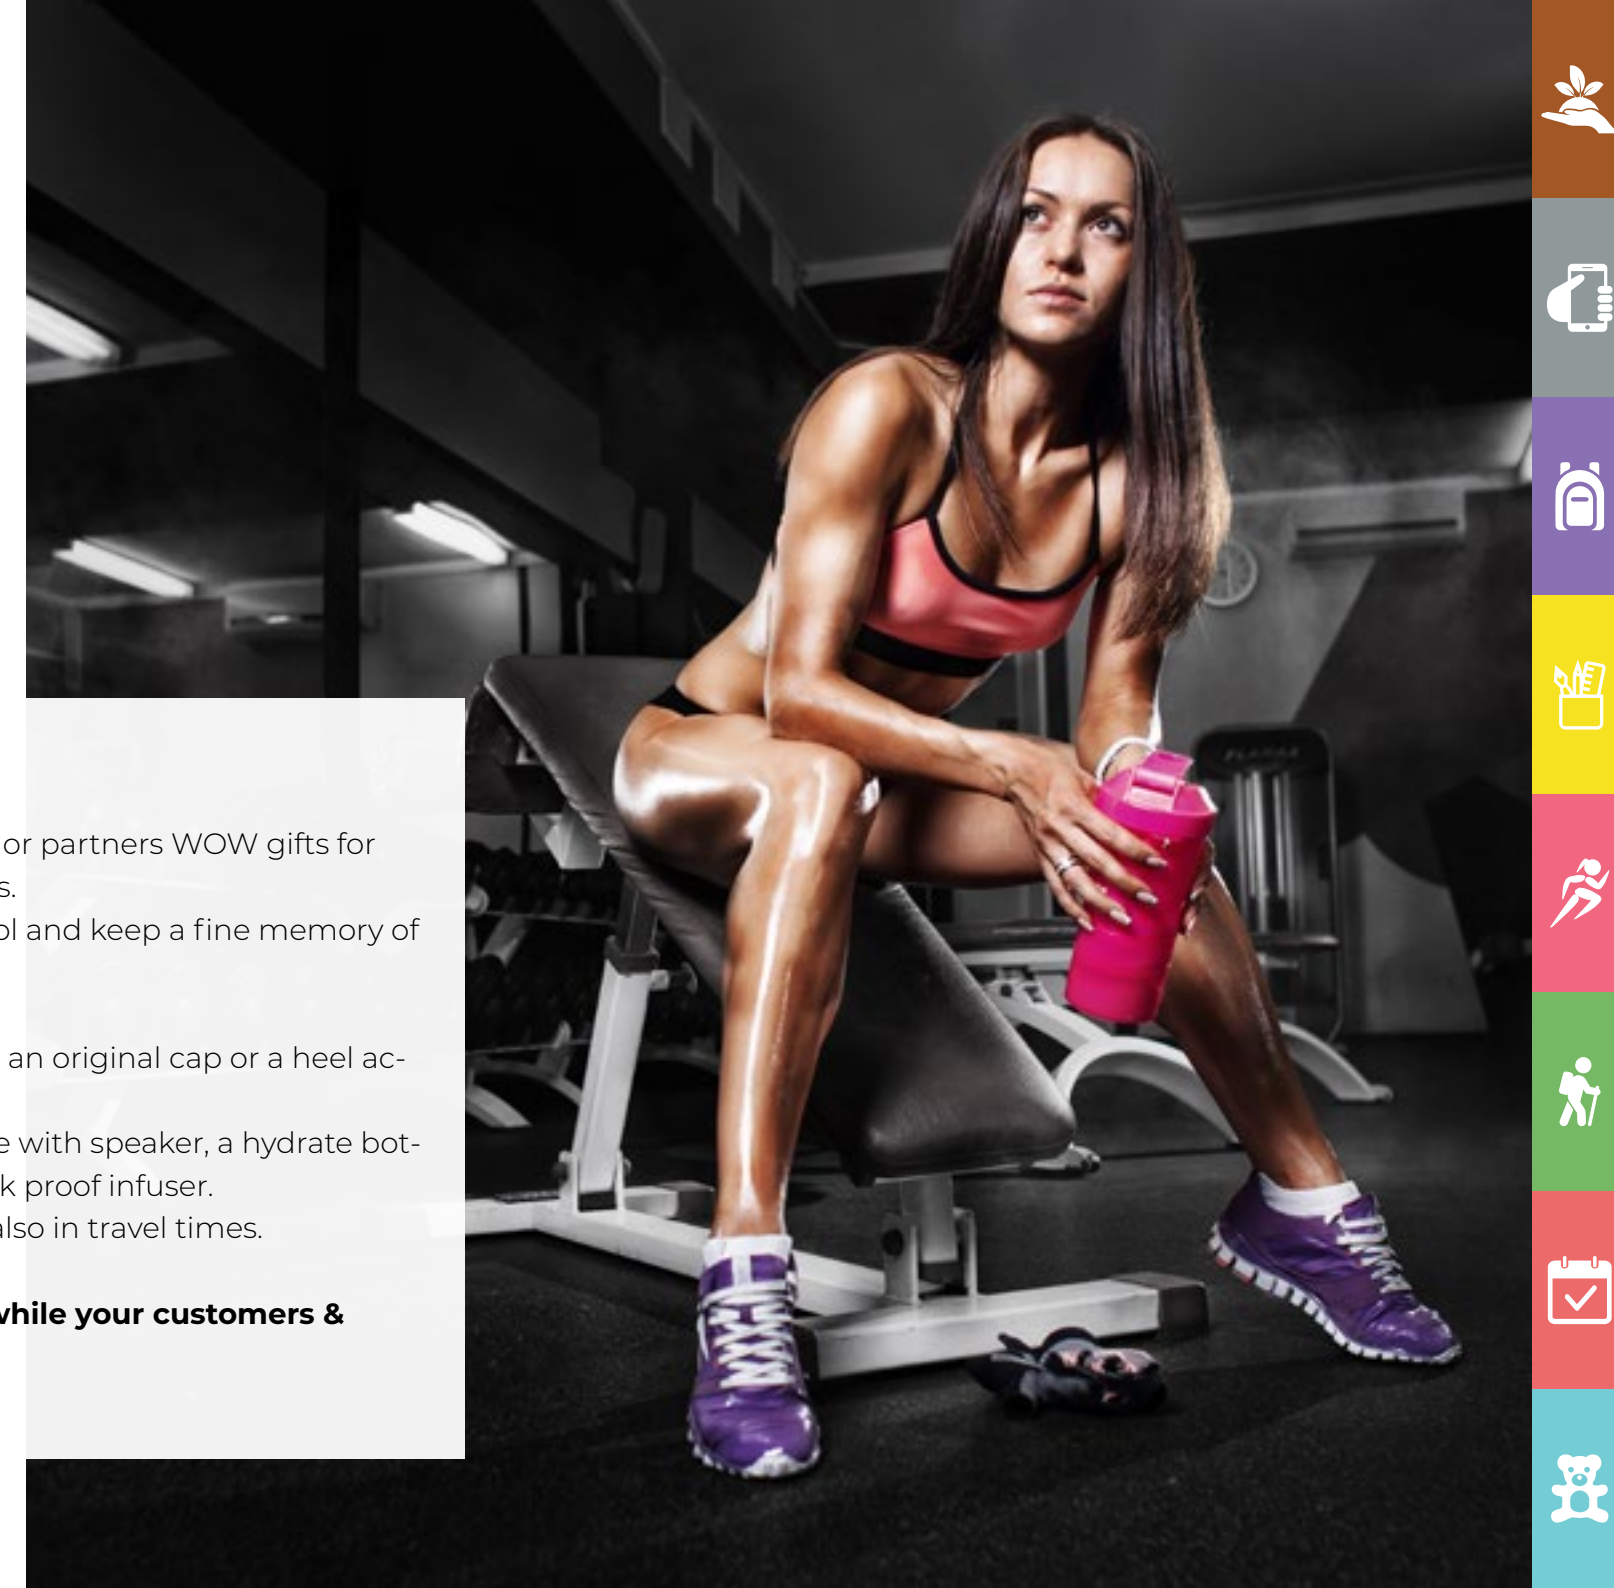 or partners WOW gifts for
s.
ol and keep a fine memory of
an original cap or a heel ac-
e with speaker, a hydrate bot-
k proof infuser.
also in travel times.
while your customers &